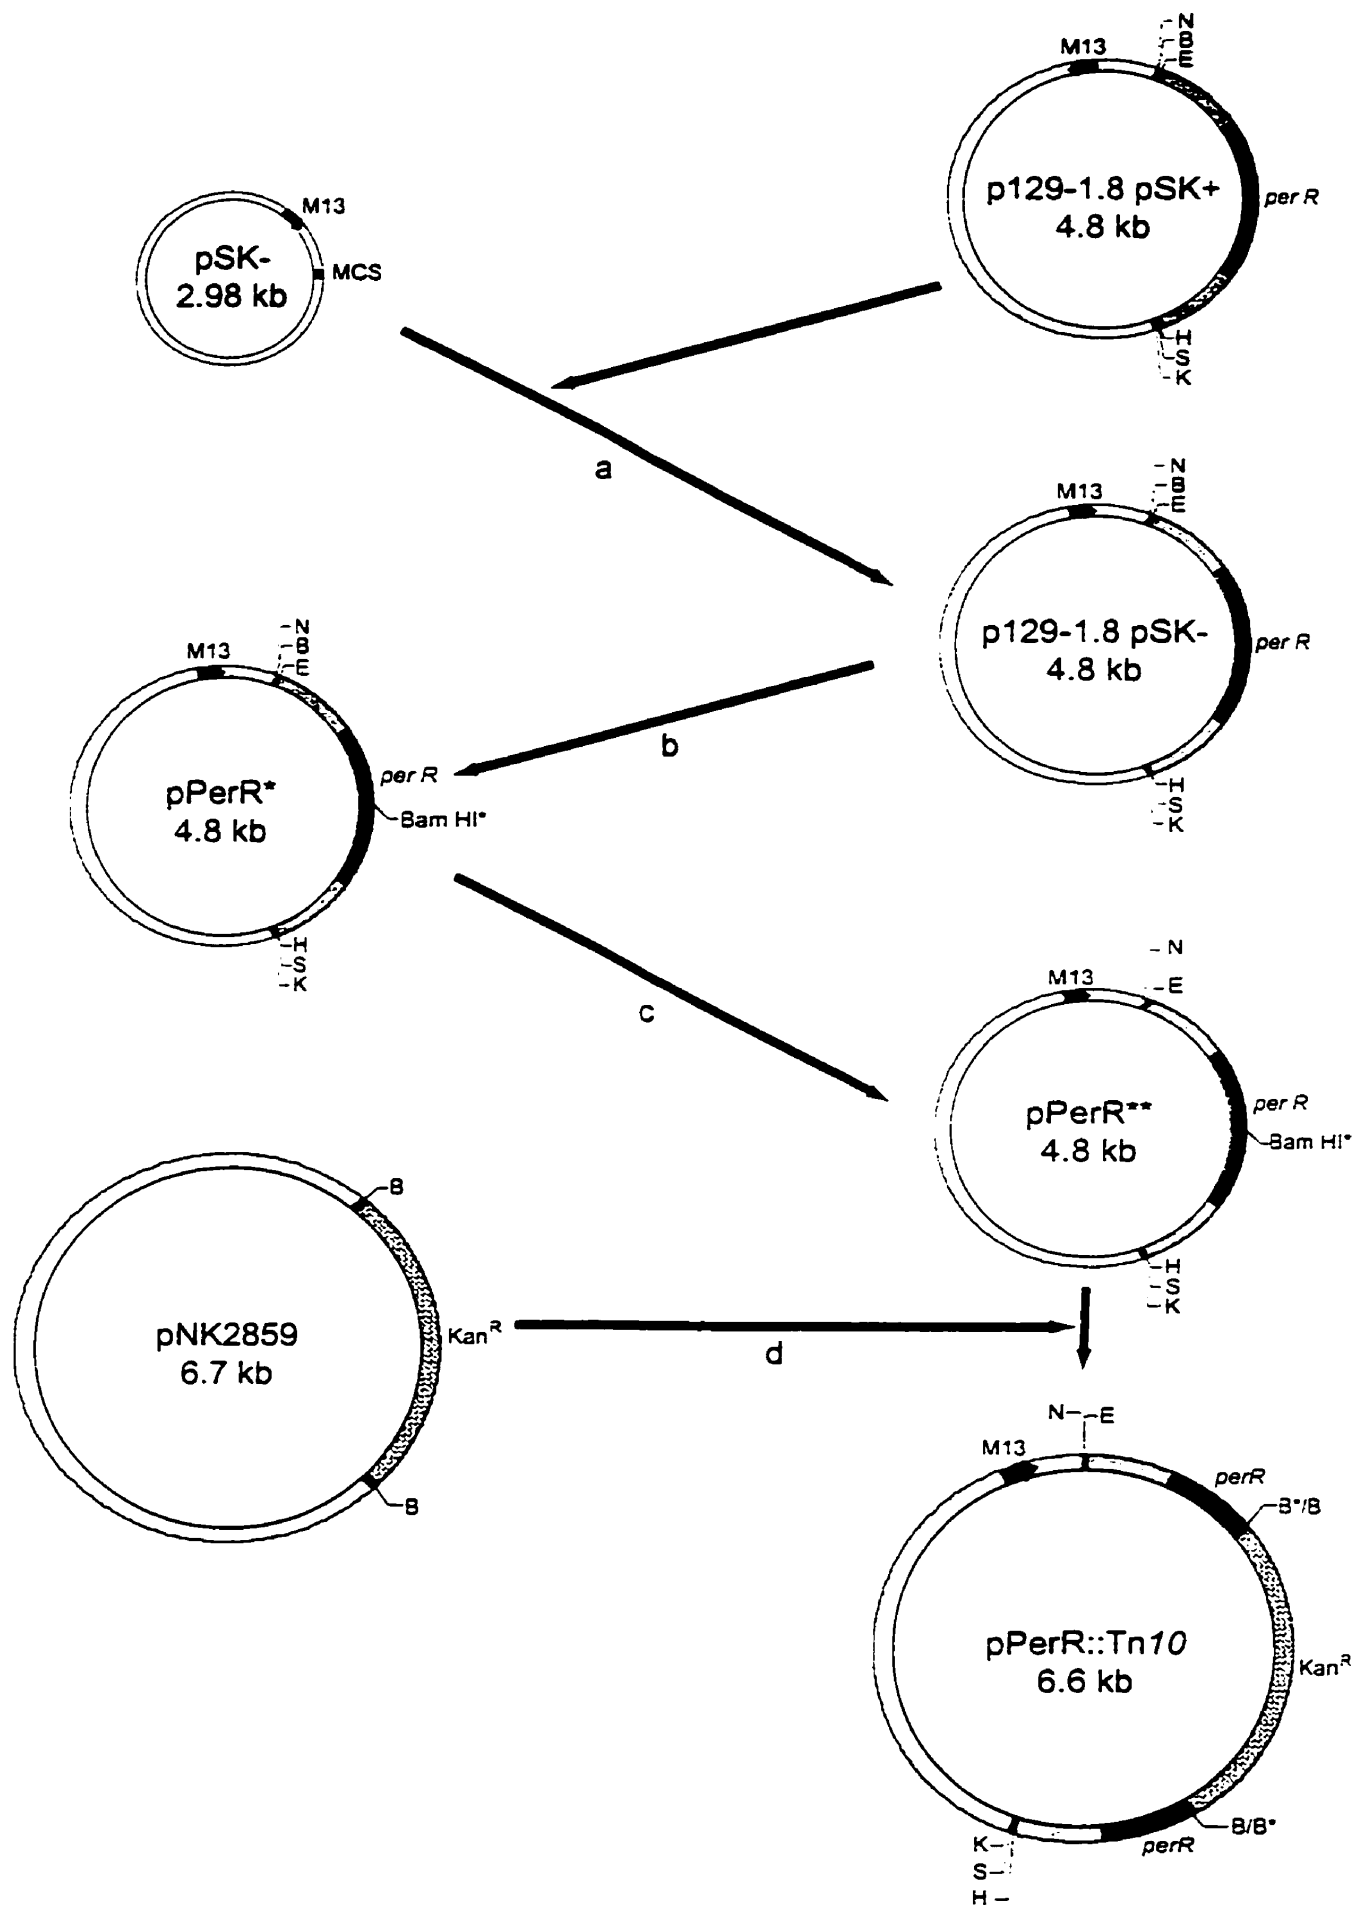 N
B
E
M13
p129-1.8 pSK+
4.8 kb
per R
H
S
K
M13
pSK-
2.98 kb
MCS
a
N
B
E
M13
p129-1.8 pSK-
4.8 kb
per R
H
S
K
b
N
B
E
M13
pPerR*
4.8 kb
per R
Bam HI*
H
S
K
c
N
E
M13
pPerR**
4.8 kb
per R
Bam HI*
H
S
K
B
pNK2859
6.7 kb
Kan^R
B
d
N
E
M13
perR
B*/B
pPerR::Tn10
6.6 kb
Kan^R
B/B*
perR
K
S
H